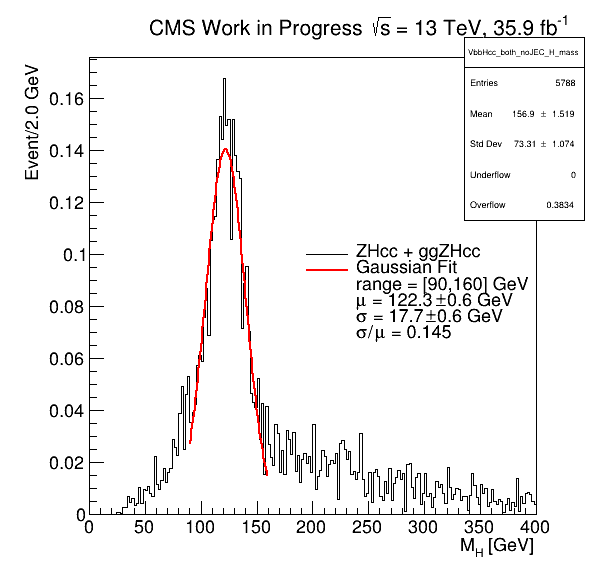 CMS Work in Progress √s = 13 TeV, 35.9 fb⁻¹
VbbHcc_both_noJEC_H_mass
Entries 5788
Mean 156.9 ± 1.519
Std Dev 73.31 ± 1.074
Underflow 0
Overflow 0.3834
Event/2.0 GeV
0.16
0.14
0.12
0.1
0.08
0.06
0.04
0.02
0
ZHcc + ggZHcc
Gaussian Fit
range = [90,160] GeV
μ = 122.3±0.6 GeV
σ = 17.7±0.6 GeV
σ/μ = 0.145
0 50 100 150 200 250 300 350 400
M_H [GeV]